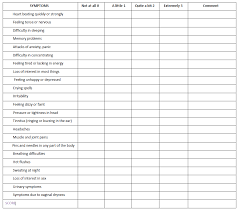 SYMPTOMS Not at all 0 A little 1 Quite a bit 2 Extremely 3 Comment
Heart beating quickly or strongly
Feeling tense or nervous
Difficulty in sleeping
Memory problems
Attacks of anxiety, panic
Difficulty in concentrating
Feeling tired or lacking in energy
Loss of interest in most things
Feeling unhappy or depressed
Crying spells
Irritability
Feeling dizzy or faint
Pressure or tightness in head
Tinnitus (ringing or buzzing in the ear)
Headaches
Muscle and joint pains
Pins and needles in any part of the body
Breathing difficulties
Hot flushes
Sweating at night
Loss of interest in sex
Urinary symptoms
Symptoms due to vaginal dryness